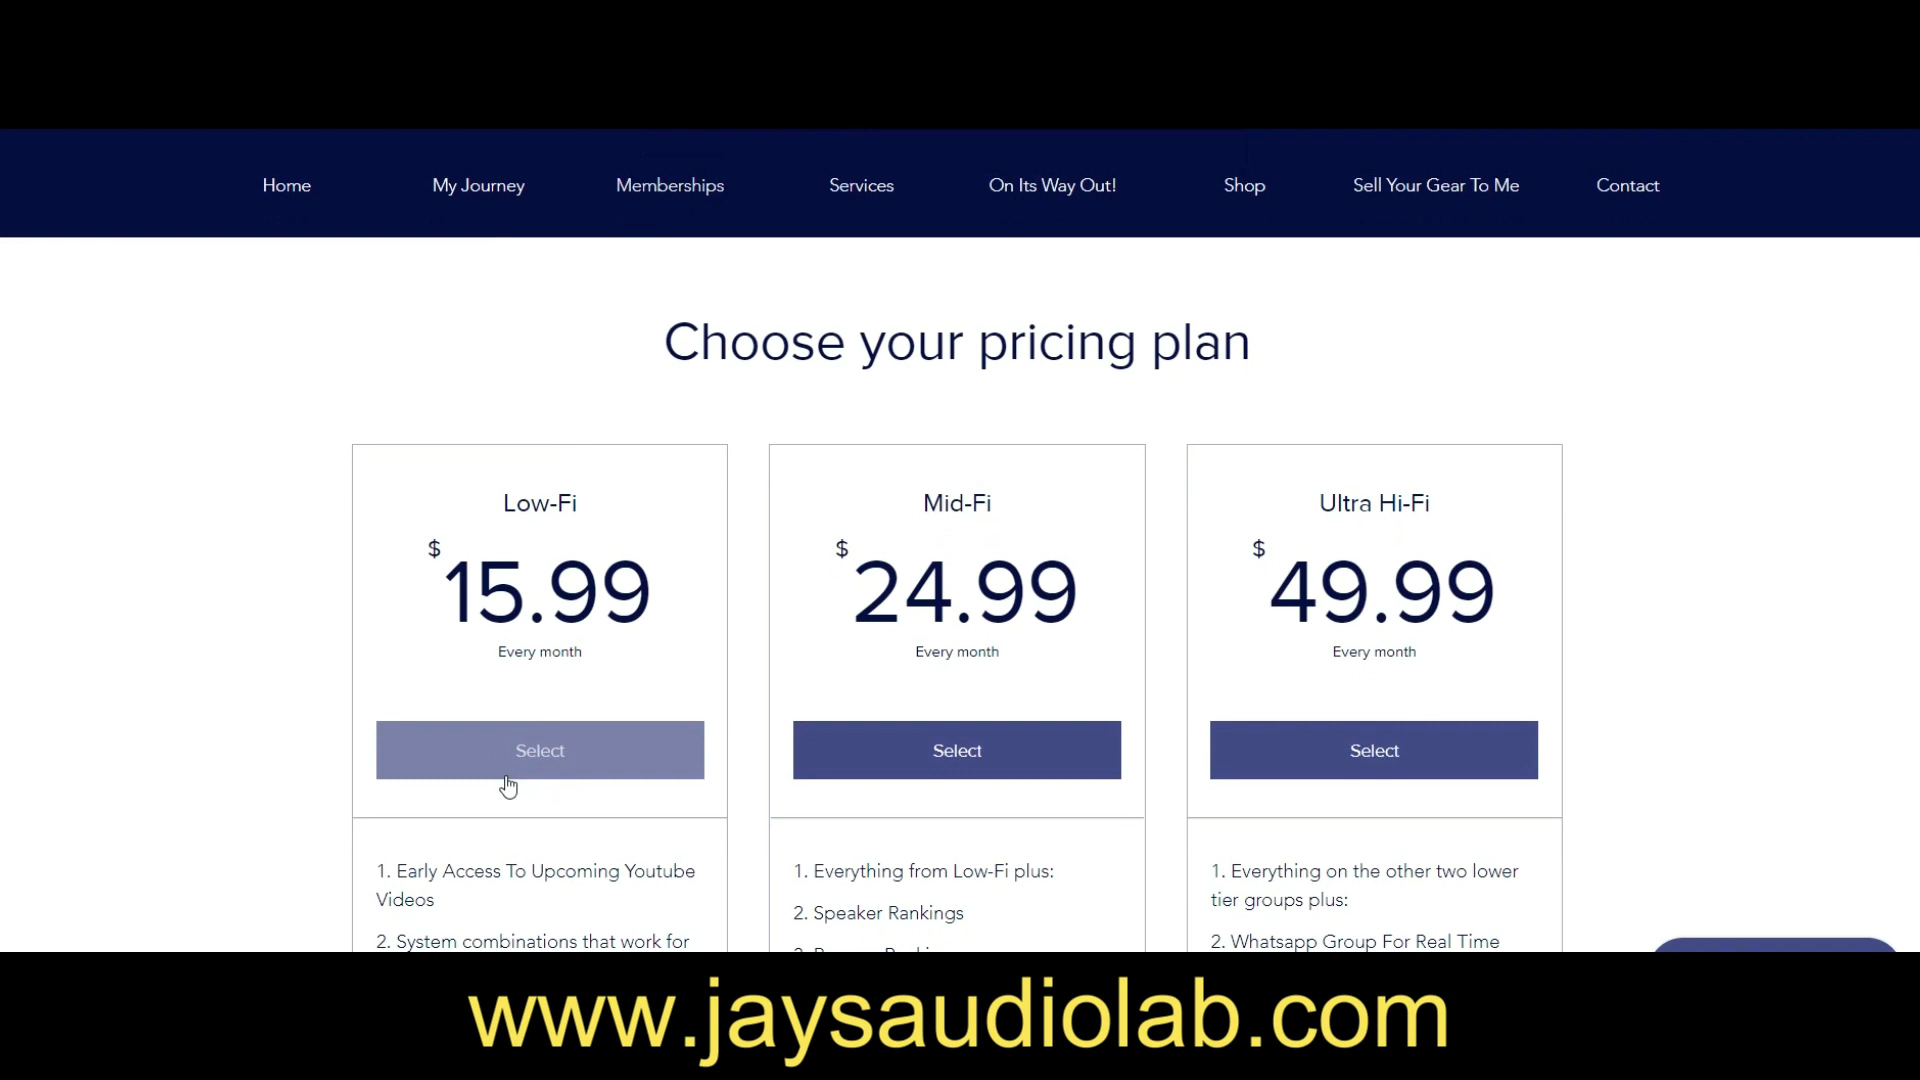 Home My Journey Memberships Services On Its Way Out! Shop Sell Your Gear To Me Contact
Choose your pricing plan
Low-Fi
$15.99
Every month
Select
1. Early Access To Upcoming Youtube
Videos
2. System combinations that work for
Mid-Fi
$24.99
Every month
Select
1. Everything from Low-Fi plus:
2. Speaker Rankings
Ultra Hi-Fi
$49.99
Every month
Select
1. Everything on the other two lower
tier groups plus:
2. Whatsapp Group For Real Time
www.jaysaudiolab.com